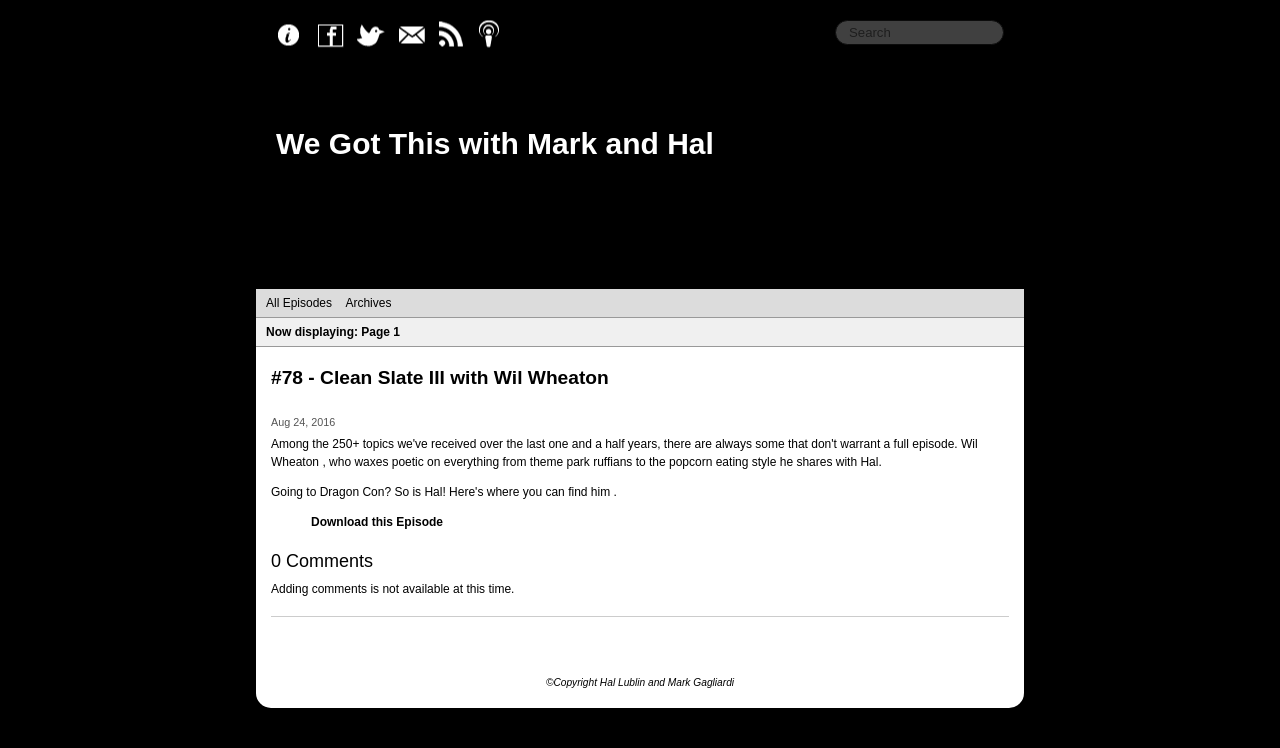 Search
We Got This with Mark and Hal
All Episodes Archives
Now displaying: Page 1
#78 - Clean Slate III with Wil Wheaton
Aug 24, 2016
Among the 250+ topics we've received over the last one and a half years, there are always some that don't warrant a full episode. Wil
Wheaton , who waxes poetic on everything from theme park ruffians to the popcorn eating style he shares with Hal.
Going to Dragon Con? So is Hal! Here's where you can find him .
Download this Episode
0 Comments
Adding comments is not available at this time.
©Copyright Hal Lublin and Mark Gagliardi